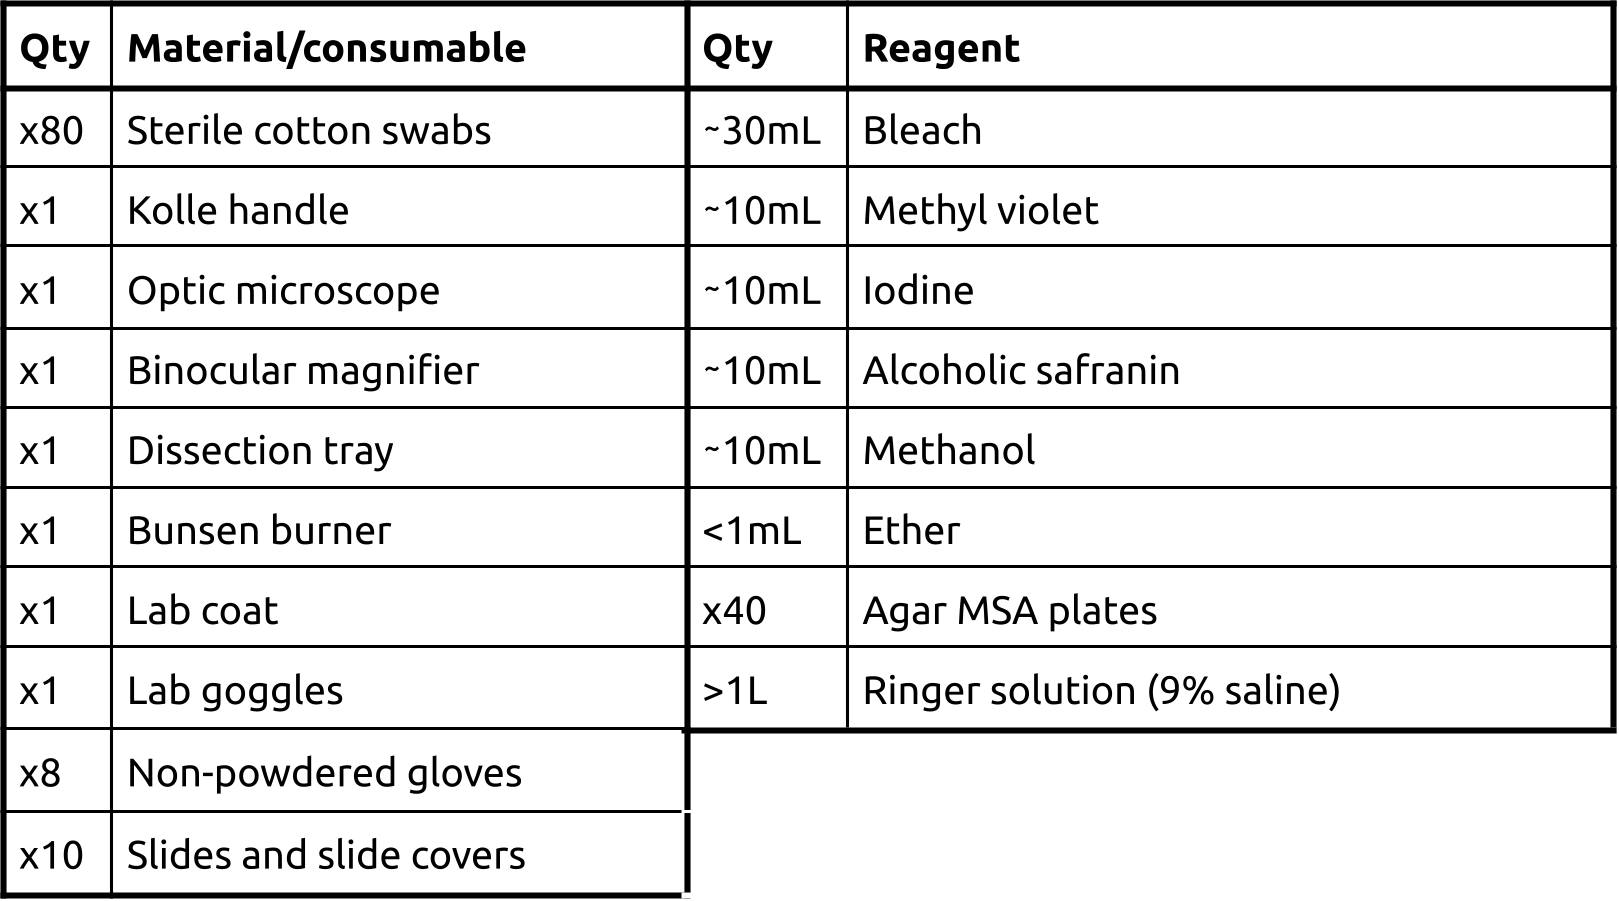 Qty Material/consumable Qty Reagent
x80 Sterile cotton swabs ~30mL Bleach
x1 Kolle handle ~10mL Methyl violet
x1 Optic microscope ~10mL Iodine
x1 Binocular magnifier ~10mL Alcoholic safranin
x1 Dissection tray ~10mL Methanol
x1 Bunsen burner <1mL Ether
x1 Lab coat x40 Agar MSA plates
x1 Lab goggles >1L Ringer solution (9% saline)
x8 Non-powdered gloves
x10 Slides and slide covers